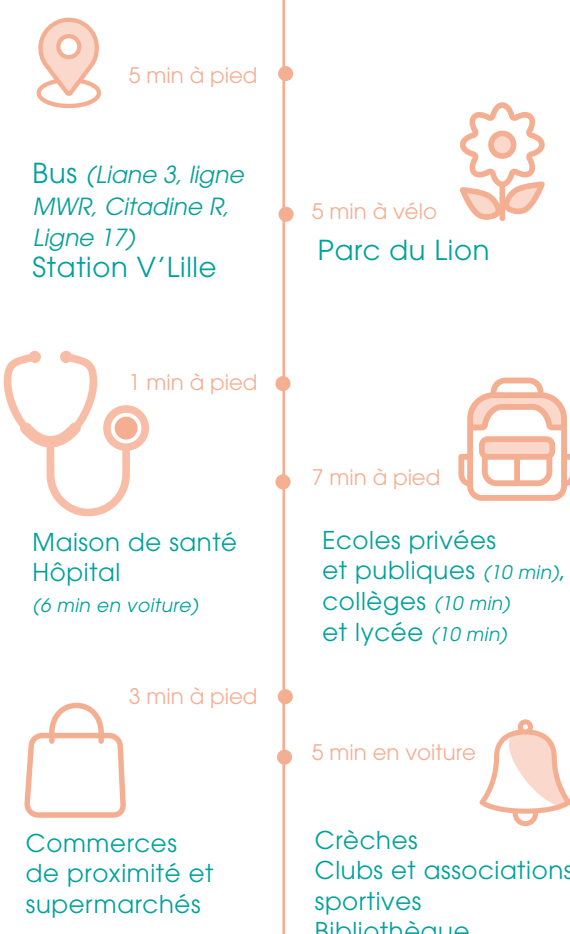 5 min à pied
Bus (Liane 3, ligne
MWR, Citadine R,
Ligne 17)
Station V'Lille
5 min à vélo
Parc du Lion
1 min à pied
Maison de santé
Hôpital
(6 min en voiture)
7 min à pied
Ecoles privées
et publiques (10 min),
collèges (10 min)
et lycée (10 min)
3 min à pied
Commerces
de proximité et
supermarchés
5 min en voiture
Crèches
Clubs et associations
sportives
Bibliothèque